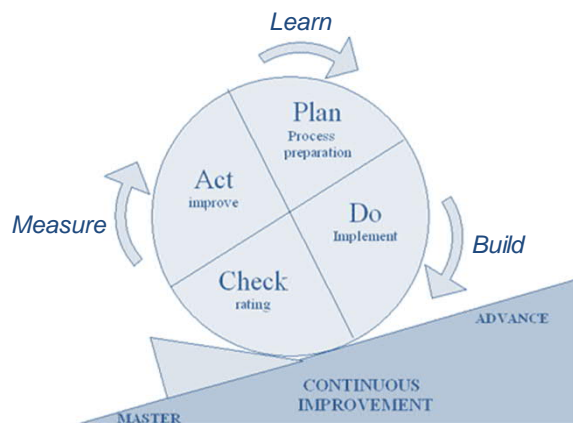 Learn
Plan
Process
preparation
Act
improve
Do
Implement
Measure
Build
Check
rating
ADVANCE
CONTINUOUS
IMPROVEMENT
MASTER